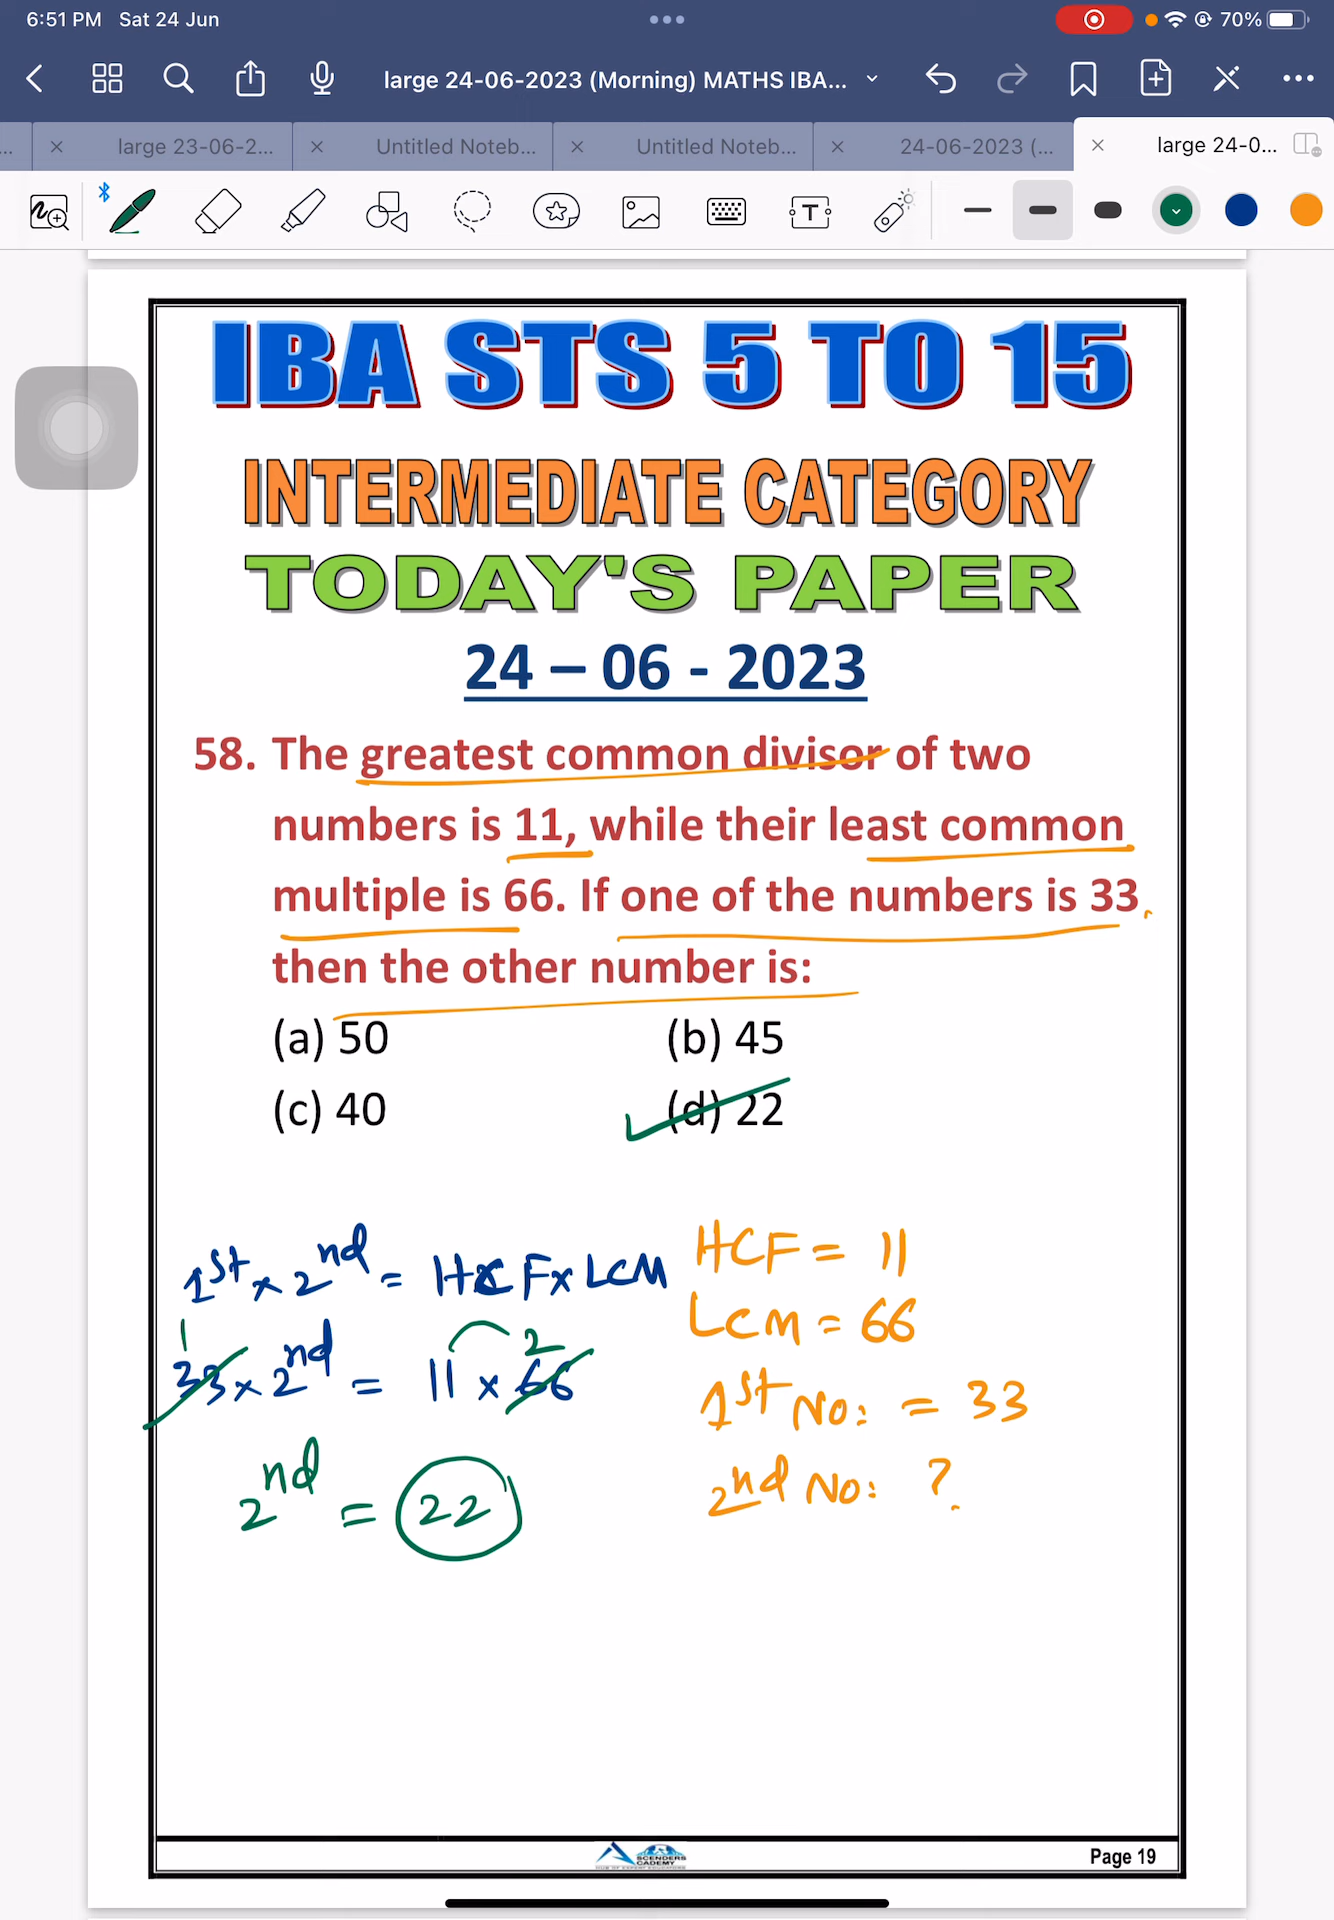 6:51 PM Sat 24 Jun
70%
large 24-06-2023 (Morning) MATHS IBA...
large 23-06-2...
Untitled Noteb...
Untitled Noteb...
24-06-2023 (...
large 24-0...
T
IBA STS 5 TO 15
INTERMEDIATE CATEGORY
TODAY'S PAPER
24 – 06 - 2023
58. The greatest common divisor of two
numbers is 11, while their least common
multiple is 66. If one of the numbers is 33,
then the other number is:
(a) 50
(b) 45
(c) 40
(d) 22
1st x 2nd = HCF x LCM
1
2
33 x 2nd = 11 x 66
2nd = 22
HCF = 11
LCM = 66
1st No: = 33
2nd No: ?
SCENDERS
CADEMY
Page 19